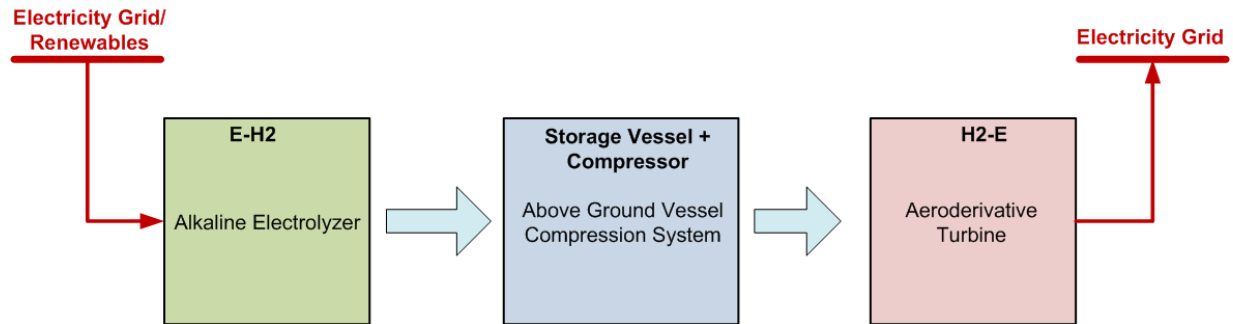 Electricity Grid/
Renewables
Electricity Grid
E-H2
Alkaline Electrolyzer
Storage Vessel +
Compressor
Above Ground Vessel
Compression System
H2-E
Aeroderivative
Turbine